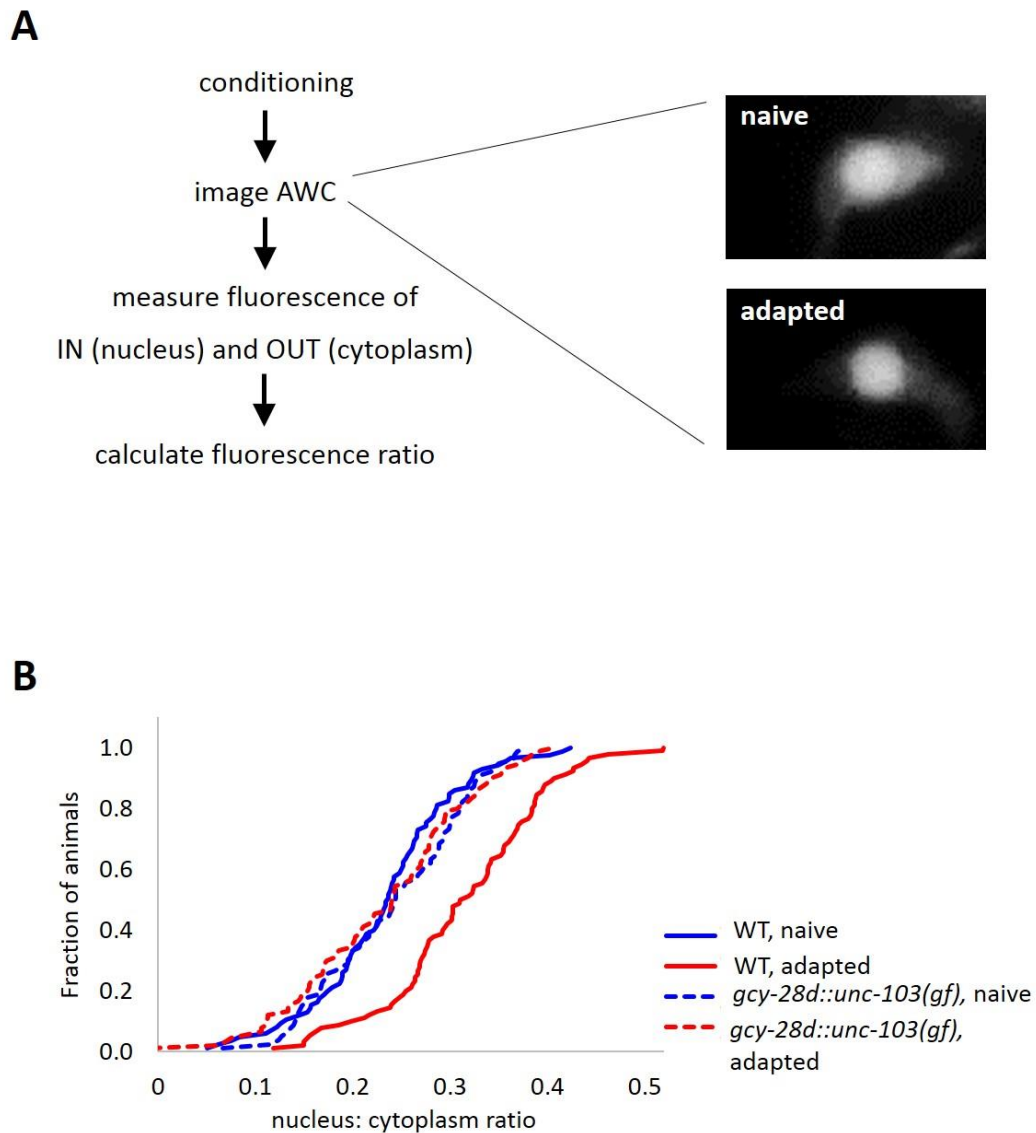 A
conditioning
image AWC
measure fluorescence of
IN (nucleus) and OUT (cytoplasm)
calculate fluorescence ratio
naive
adapted
B
Fraction of animals
1.0
0.8
0.6
0.4
0.2
0.0
0 0.1 0.2 0.3 0.4 0.5
nucleus: cytoplasm ratio
WT, naive
WT, adapted
gcy-28d::unc-103(gf), naive
gcy-28d::unc-103(gf),
adapted